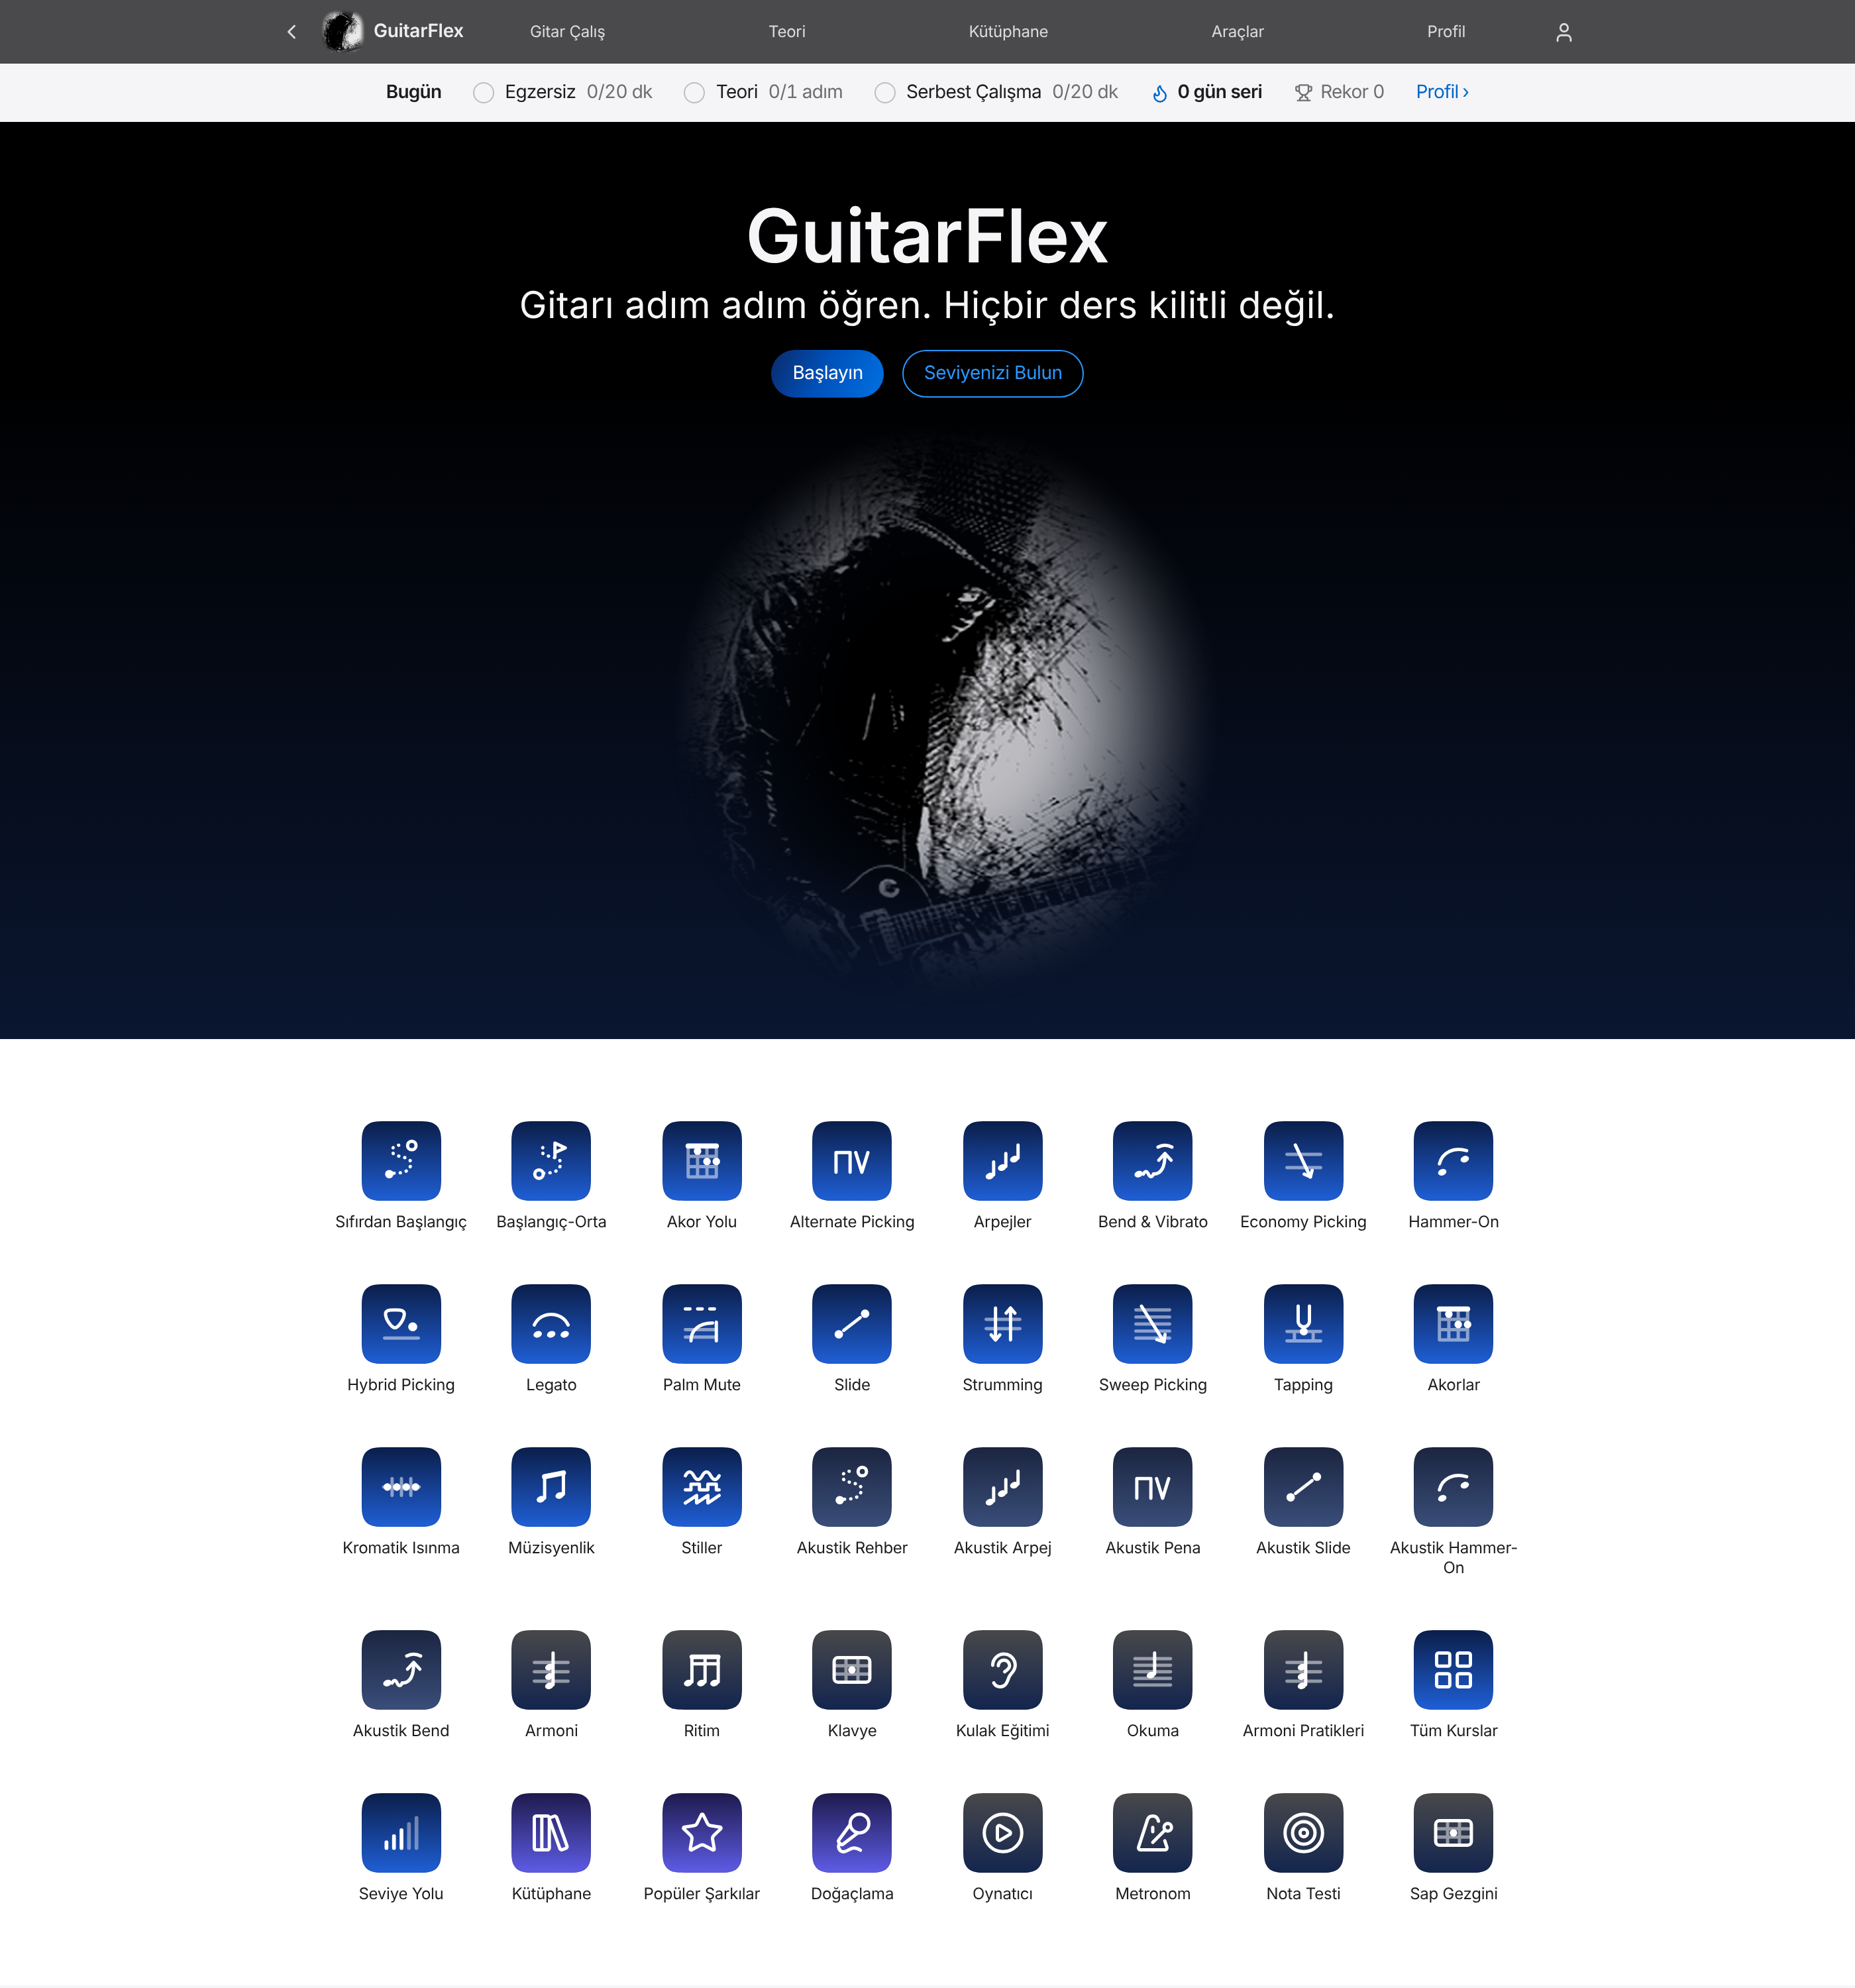 GuitarFlex Gitar Çalış Teori Kütüphane Araçlar Profil
Bugün Egzersiz 0/20 dk Teori 0/1 adım Serbest Çalışma 0/20 dk 0 gün seri Rekor 0 Profil ›
GuitarFlex
Gitarı adım adım öğren. Hiçbir ders kilitli değil.
Başlayın Seviyenizi Bulun
Sıfırdan Başlangıç Başlangıç-Orta Akor Yolu Alternate Picking Arpejler Bend & Vibrato Economy Picking Hammer-On
Hybrid Picking Legato Palm Mute Slide Strumming Sweep Picking Tapping Akorlar
Kromatik Isınma Müzisyenlik Stiller Akustik Rehber Akustik Arpej Akustik Pena Akustik Slide Akustik Hammer-
On
Akustik Bend Armoni Ritim Klavye Kulak Eğitimi Okuma Armoni Pratikleri Tüm Kurslar
Seviye Yolu Kütüphane Popüler Şarkılar Doğaçlama Oynatıcı Metronom Nota Testi Sap Gezgini